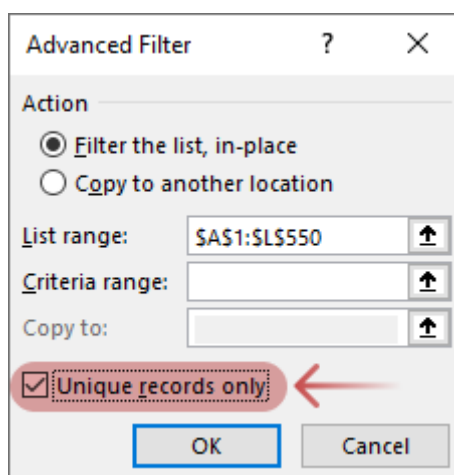 Advanced Filter ? ×
Action
Filter the list, in-place
Copy to another location
List range: $A$1:$L$550
Criteria range:
Copy to:
Unique records only
OK Cancel